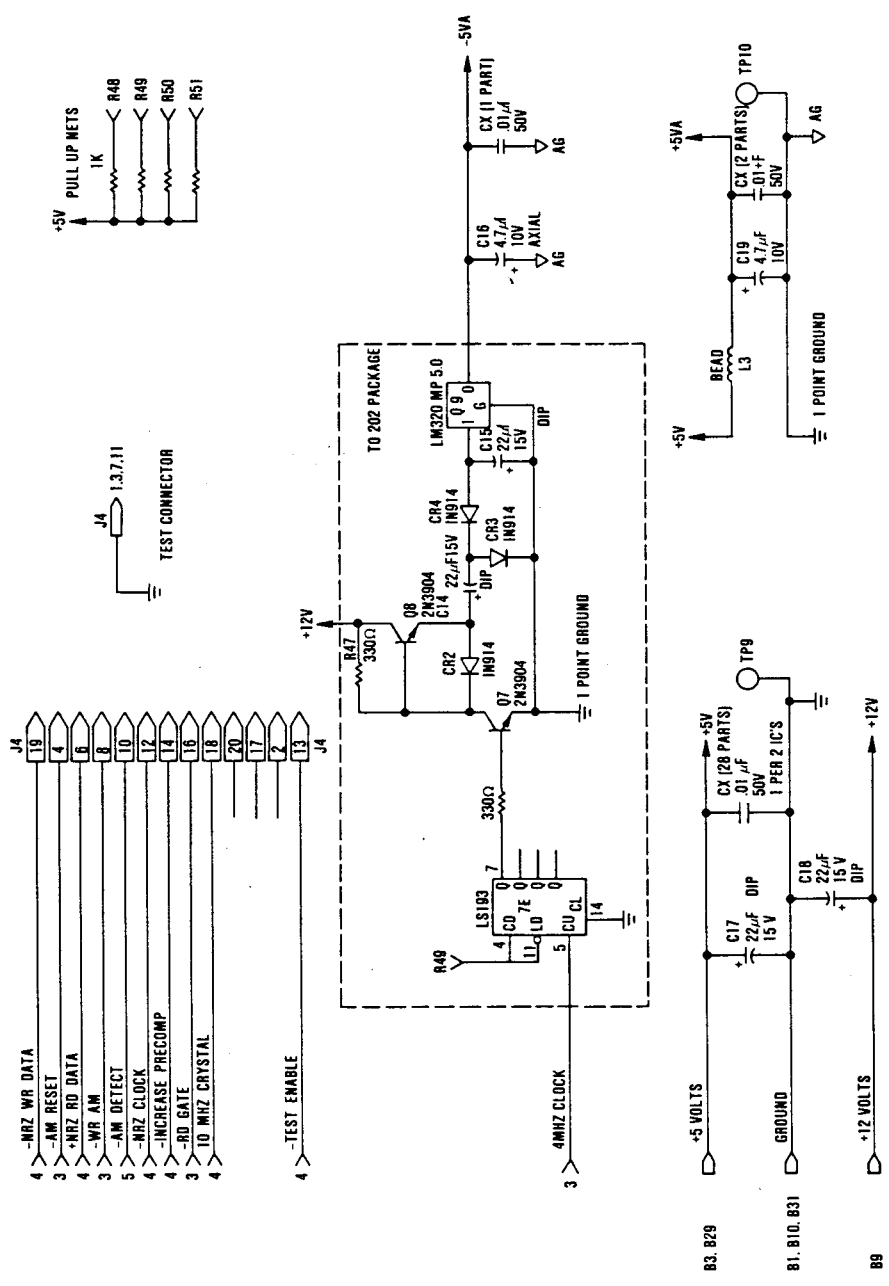 J4
-NRZ WR DATA
4
19
-AM RESET
3
4
+NRZ RD DATA
4
6
-WR AM
3
8
-AM DETECT
5
10
-NRZ CLOCK
4
12
-INCREASE PRECOMP
4
14
-RD GATE
3
16
10 MHZ CRYSTAL
4
18
20
17
2
-TEST ENABLE
4
13
J4
J4
1.3.7.11
TEST CONNECTOR
PULL UP NETS
+5V
1K
R48
R49
R50
R51
4MHZ CLOCK
3
R49
4
11
5
LS193
CD
7E
LD
CU CL
Q
Q
Q
Q
7
14
330Ω
+12V
R47
330Ω
Q8
2N3904
C14
22µF15V
+
DIP
CR2
IN914
Q7
2N3904
1 POINT GROUND
CR4
IN914
CR3
IN914
TO 202 PACKAGE
LM320 MP 5.0
Q 9
I
O
G
C15
22µf
15V
+
DIP
-5VA
C16
4.7µf
10V
AXIAL
+
AG
CX (1 PART)
.01µf
50V
AG
+5 VOLTS
B3. B29
GROUND
B1. B10. B31
+12 VOLTS
B9
C17
22µF
15 V
+
DIP
CX (28 PARTS)
.01 µF
50V
1 PER 2 IC'S
+5V
TP9
C18
22µF
15 V
DIP
+
+12V
+5V
BEAD
L3
+5VA
C19
4.7µF
10V
+
CX (2 PARTS)
.01+F
50V
TP10
1 POINT GROUND
AG